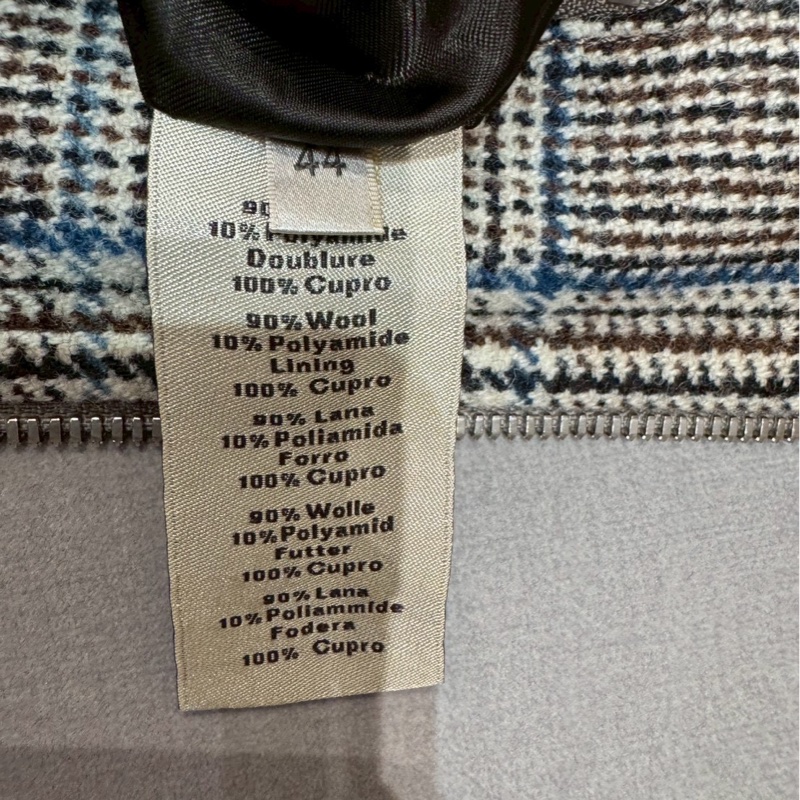 44
90
10% Polyamide
Doublure
100% Cupro
90% Wool
10% Polyamide
Lining
100% Cupro
90% Lana
10% Poliamida
Forro
100% Cupro
90% Wolle
10% Polyamid
Futter
100% Cupro
90% Lana
10% Poliammide
Fodera
100% Cupro